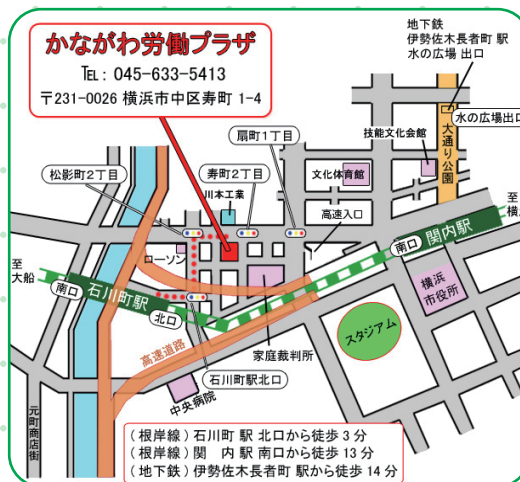 かながわ労働プラザ
℡: 045-633-5413
〒231-0026 横浜市中区寿町 1-4
地下鉄
伊勢佐木長者町 駅
水の広場 出口
水の広場出口
大通り公園
技能文化会館
扇町1丁目
文化体育館
松影町2丁目
寿町2丁目
川本工業
高速入口
ローソン
至
大船
南口
石川町駅
北口
南口
関内駅
至
横浜
市役所
スタジアム
家庭裁判所
高速道路
石川町駅北口
中央病院
元町商店街
(根岸線) 石川町 駅 北口から徒歩 3 分
(根岸線) 関 内 駅 南口から徒歩 13 分
(地下鉄) 伊勢佐木長者町 駅から徒歩 14 分